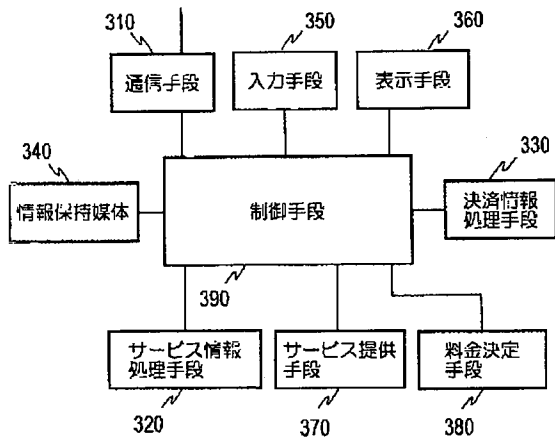 310
350
360
通信手段
入力手段
表示手段
340
330
情報保持媒体
制御手段
決済情報
処理手段
390
サービス情報
処理手段
サービス提供
手段
料金決定
手段
320
370
380